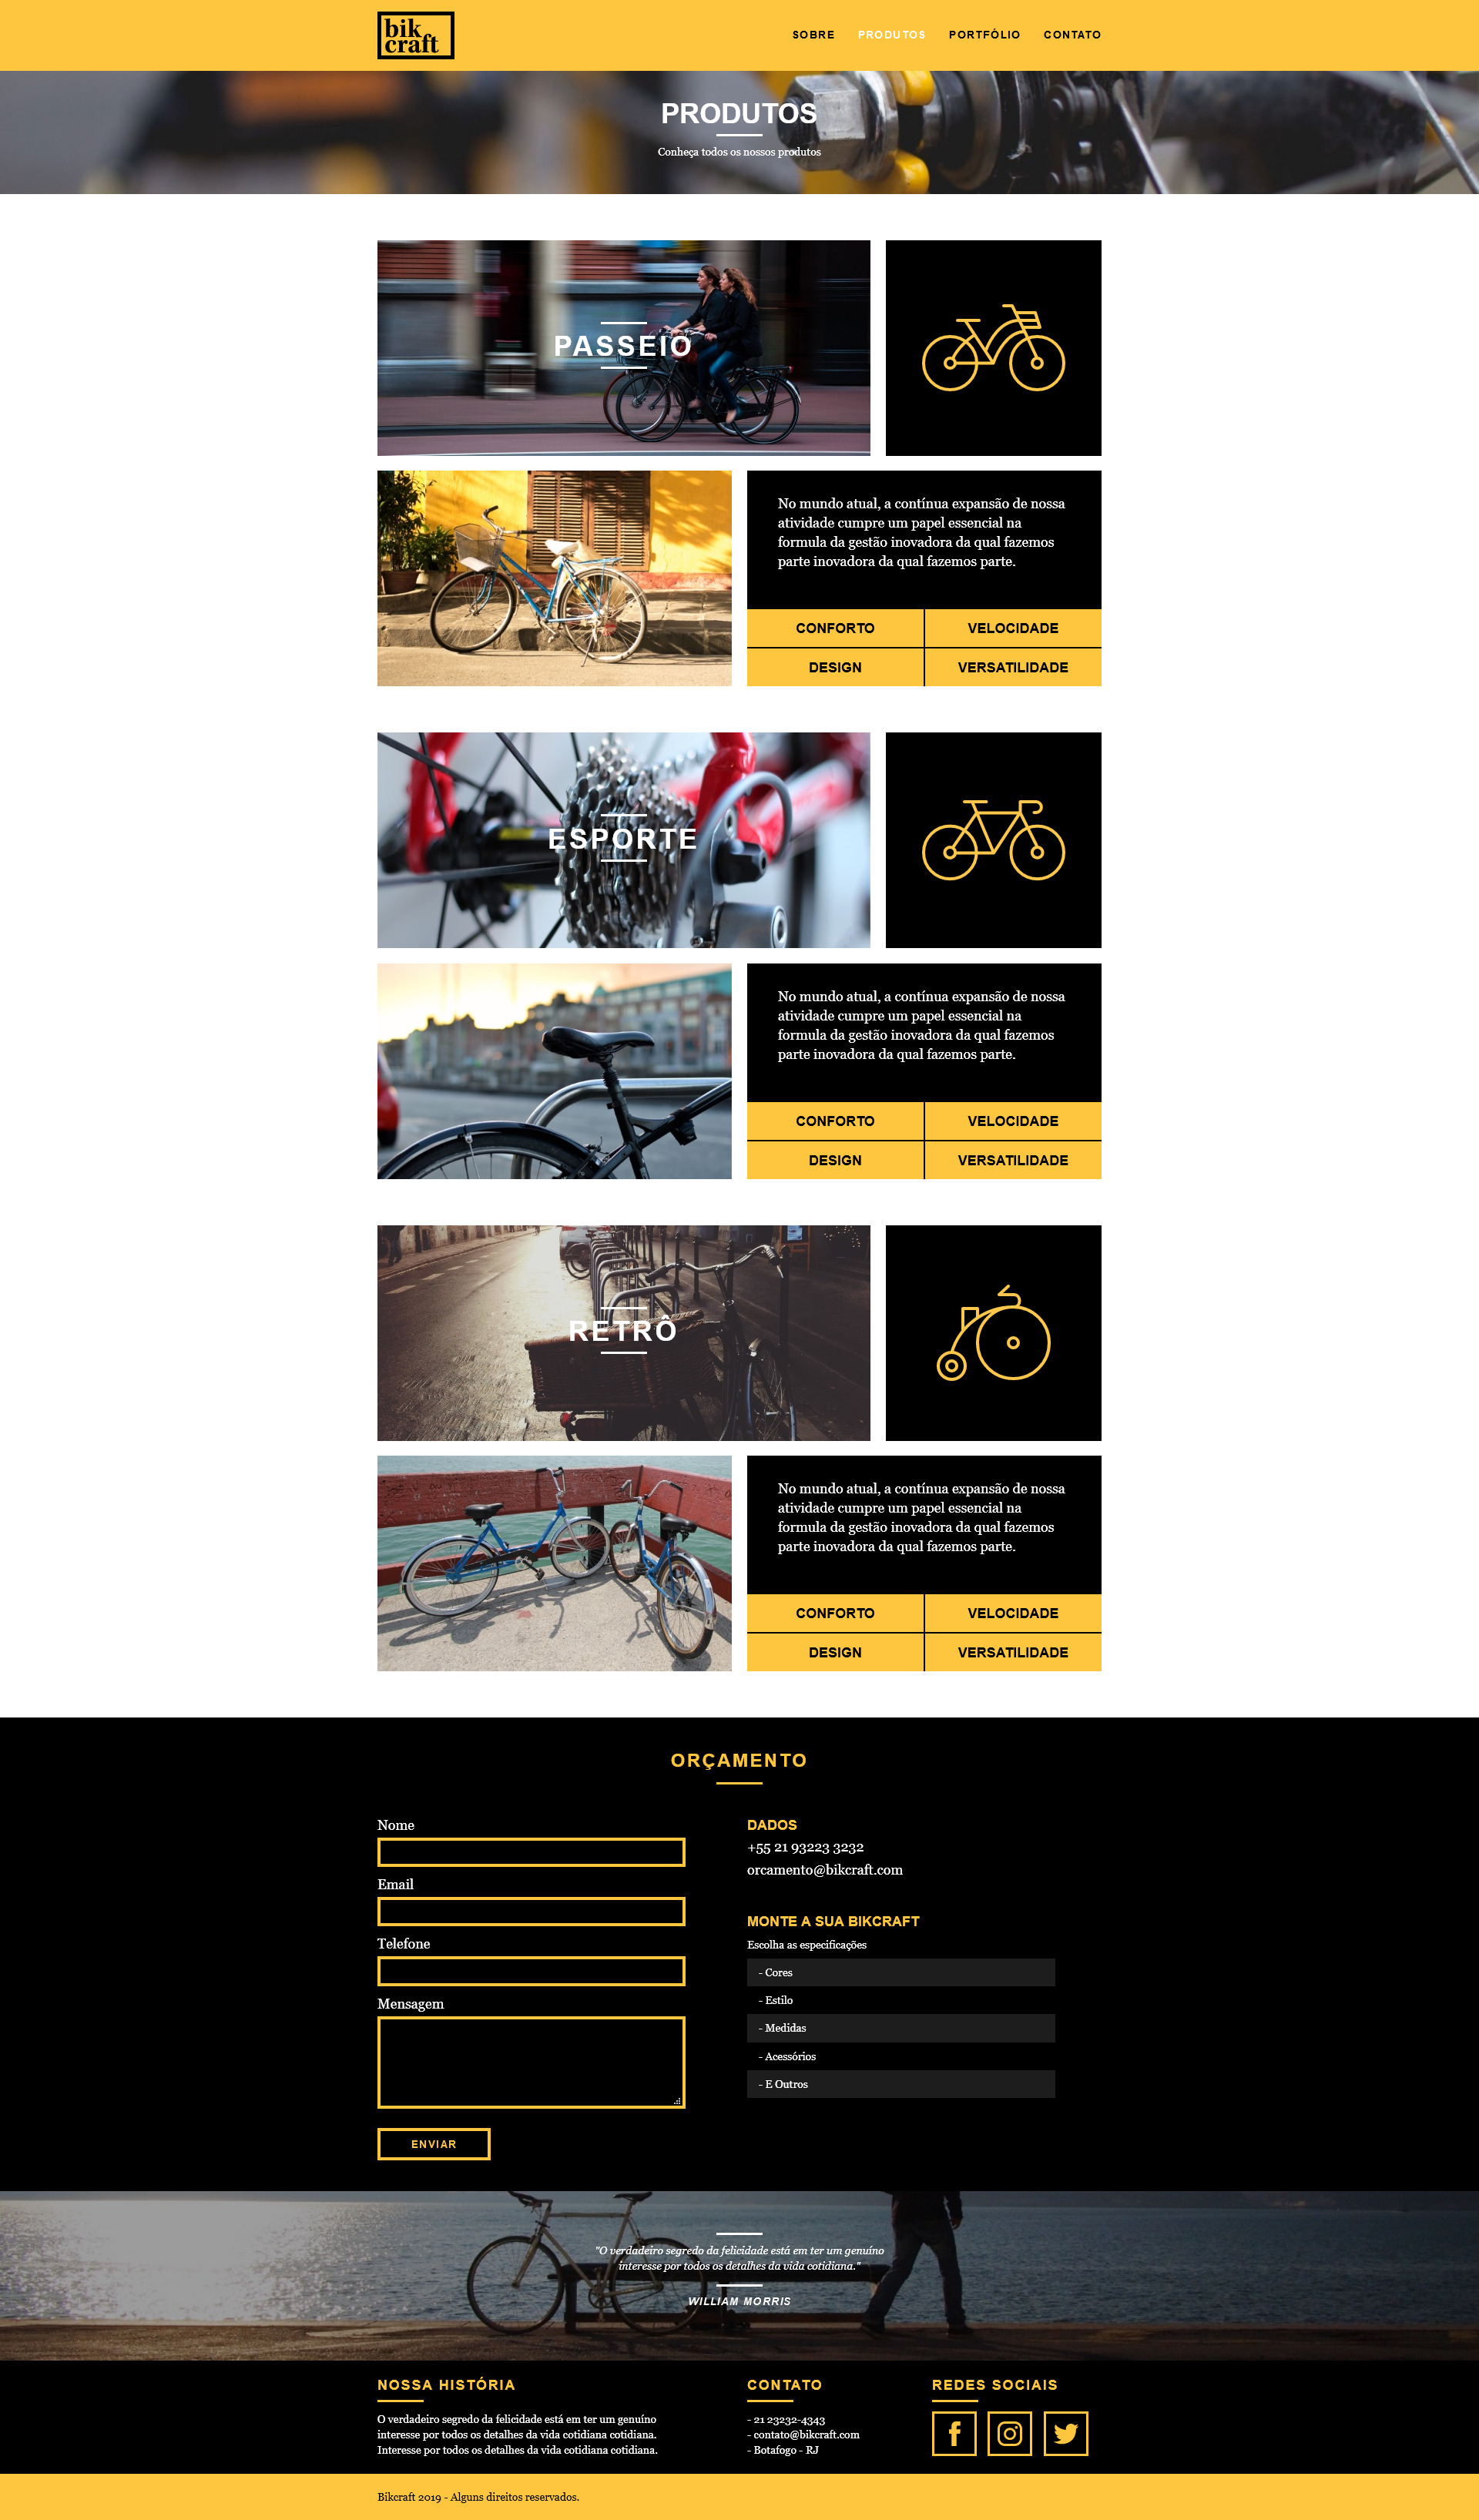 bik
craft
SOBRE PRODUTOS PORTFÓLIO CONTATO
PRODUTOS
Conheça todos os nossos produtos
PASSEIO
No mundo atual, a contínua expansão de nossa
atividade cumpre um papel essencial na
formula da gestão inovadora da qual fazemos
parte inovadora da qual fazemos parte.
CONFORTO VELOCIDADE
DESIGN VERSATILIDADE
ESPORTE
No mundo atual, a contínua expansão de nossa
atividade cumpre um papel essencial na
formula da gestão inovadora da qual fazemos
parte inovadora da qual fazemos parte.
CONFORTO VELOCIDADE
DESIGN VERSATILIDADE
RETRÔ
No mundo atual, a contínua expansão de nossa
atividade cumpre um papel essencial na
formula da gestão inovadora da qual fazemos
parte inovadora da qual fazemos parte.
CONFORTO VELOCIDADE
DESIGN VERSATILIDADE
ORÇAMENTO
Nome
Email
Telefone
Mensagem
ENVIAR
DADOS
+55 21 93223 3232
orcamento@bikcraft.com
MONTE A SUA BIKCRAFT
Escolha as especificações
- Cores
- Estilo
- Medidas
- Acessórios
- E Outros
"O verdadeiro segredo da felicidade está em ter um genuíno
interesse por todos os detalhes da vida cotidiana."
WILLIAM MORRIS
NOSSA HISTÓRIA
O verdadeiro segredo da felicidade está em ter um genuíno
interesse por todos os detalhes da vida cotidiana cotidiana.
Interesse por todos os detalhes da vida cotidiana cotidiana.
CONTATO
- 21 23232-4343
- contato@bikcraft.com
- Botafogo - RJ
REDES SOCIAIS
Bikcraft 2019 - Alguns direitos reservados.